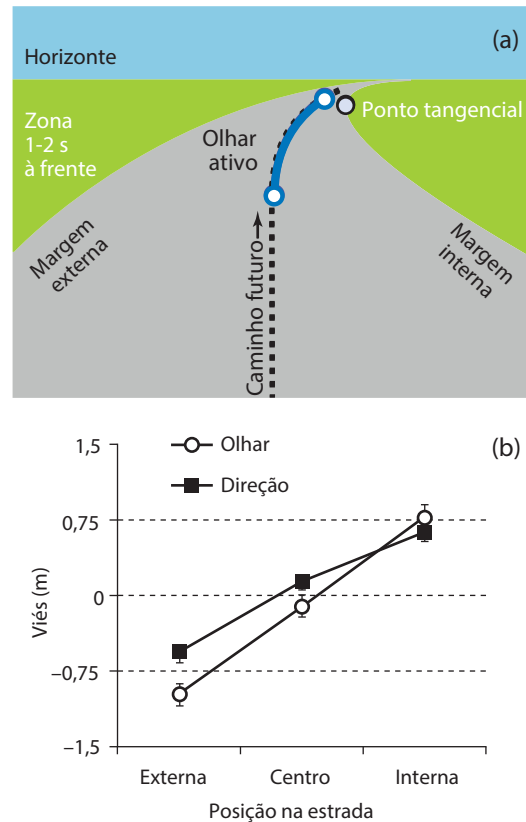 (a)
Horizonte
Zona
1-2 s
à frente
Olhar
ativo
Ponto tangencial
Margem
externa
Caminho futuro
Margem
interna
(b)
Olhar
Direção
1,5
0,75
0
–0,75
–1,5
Viés (m)
Externa
Centro
Interna
Posição na estrada